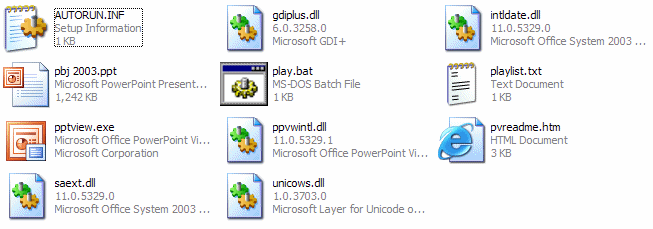 AUTORUN.INF
Setup Information
1 KB
gdiplus.dll
6.0.3258.0
Microsoft GDI+
intldate.dll
11.0.5329.0
Microsoft Office System 2003 ...
pbj 2003.ppt
Microsoft PowerPoint Present...
1,242 KB
play.bat
MS-DOS Batch File
1 KB
playlist.txt
Text Document
1 KB
pptview.exe
Microsoft Office PowerPoint Vi...
Microsoft Corporation
ppvwintl.dll
11.0.5329.1
Microsoft Office PowerPoint Vi...
pvreadme.htm
HTML Document
3 KB
saext.dll
11.0.5329.0
Microsoft Office System 2003 ...
unicows.dll
1.0.3703.0
Microsoft Layer for Unicode o...